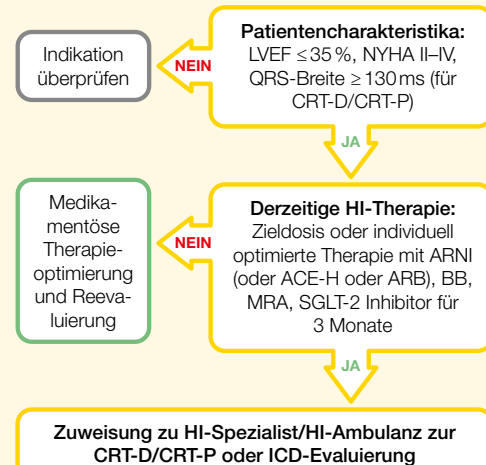 Patientencharakteristika:
LVEF ≤ 35 %, NYHA II–IV,
QRS-Breite ≥ 130 ms (für
CRT-D/CRT-P)
NEIN
Indikation
überprüfen
JA
Derzeitige HI-Therapie:
Zieldosis oder individuell
optimierte Therapie mit ARNI
(oder ACE-H oder ARB), BB,
MRA, SGLT-2 Inhibitor für
3 Monate
NEIN
Medika-
mentöse
Therapie-
optimierung
und Reeva-
luierung
JA
Zuweisung zu HI-Spezialist/HI-Ambulanz zur
CRT-D/CRT-P oder ICD-Evaluierung